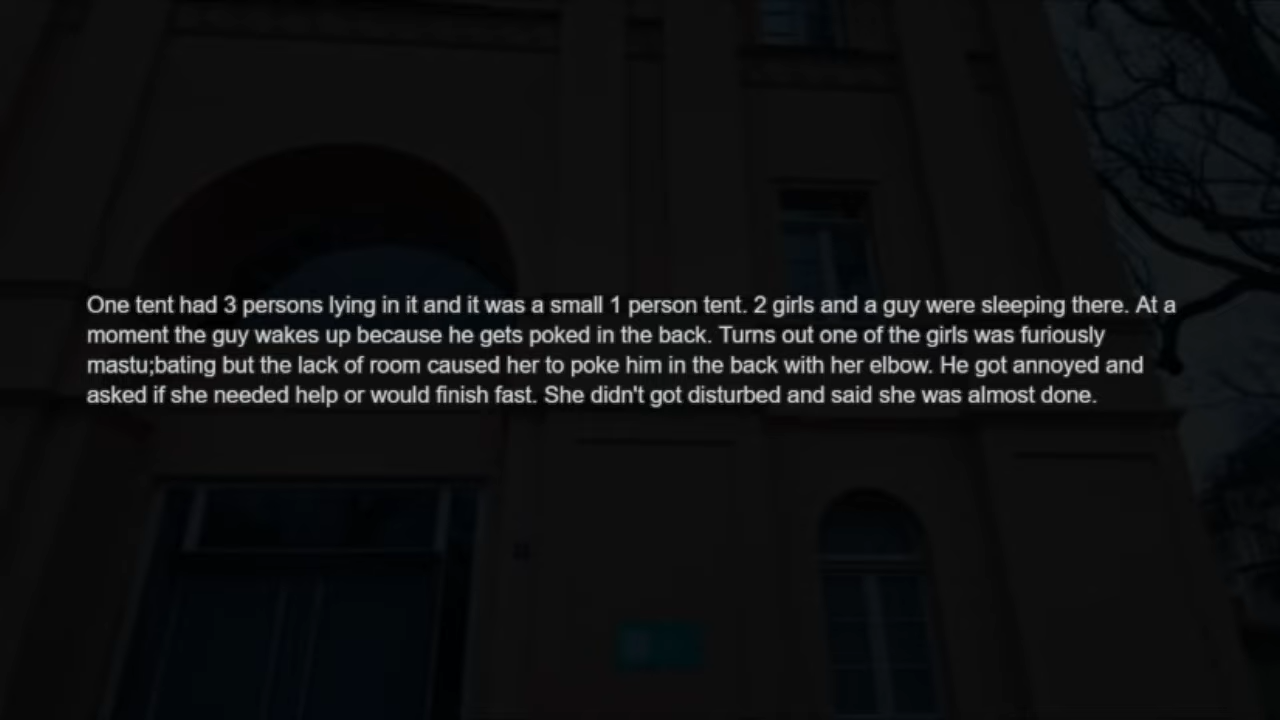 One tent had 3 persons lying in it and it was a small 1 person tent. 2 girls and a guy were sleeping there. At a
moment the guy wakes up because he gets poked in the back. Turns out one of the girls was furiously
mastu;bating but the lack of room caused her to poke him in the back with her elbow. He got annoyed and
asked if she needed help or would finish fast. She didn't got disturbed and said she was almost done.